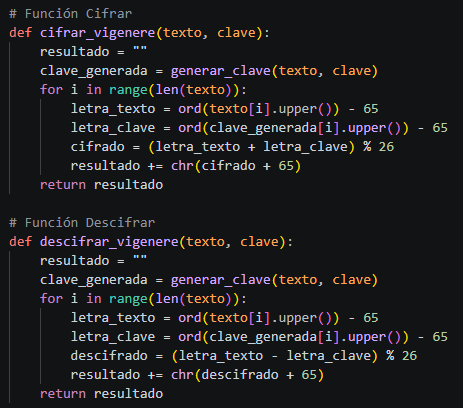 # Función Cifrar
def cifrar_vigenere(texto, clave):
    resultado = ""
    clave_generada = generar_clave(texto, clave)
    for i in range(len(texto)):
        letra_texto = ord(texto[i].upper()) - 65
        letra_clave = ord(clave_generada[i].upper()) - 65
        cifrado = (letra_texto + letra_clave) % 26
        resultado += chr(cifrado + 65)
    return resultado

# Función Descifrar
def descifrar_vigenere(texto, clave):
    resultado = ""
    clave_generada = generar_clave(texto, clave)
    for i in range(len(texto)):
        letra_texto = ord(texto[i].upper()) - 65
        letra_clave = ord(clave_generada[i].upper()) - 65
        descifrado = (letra_texto - letra_clave) % 26
        resultado += chr(descifrado + 65)
    return resultado